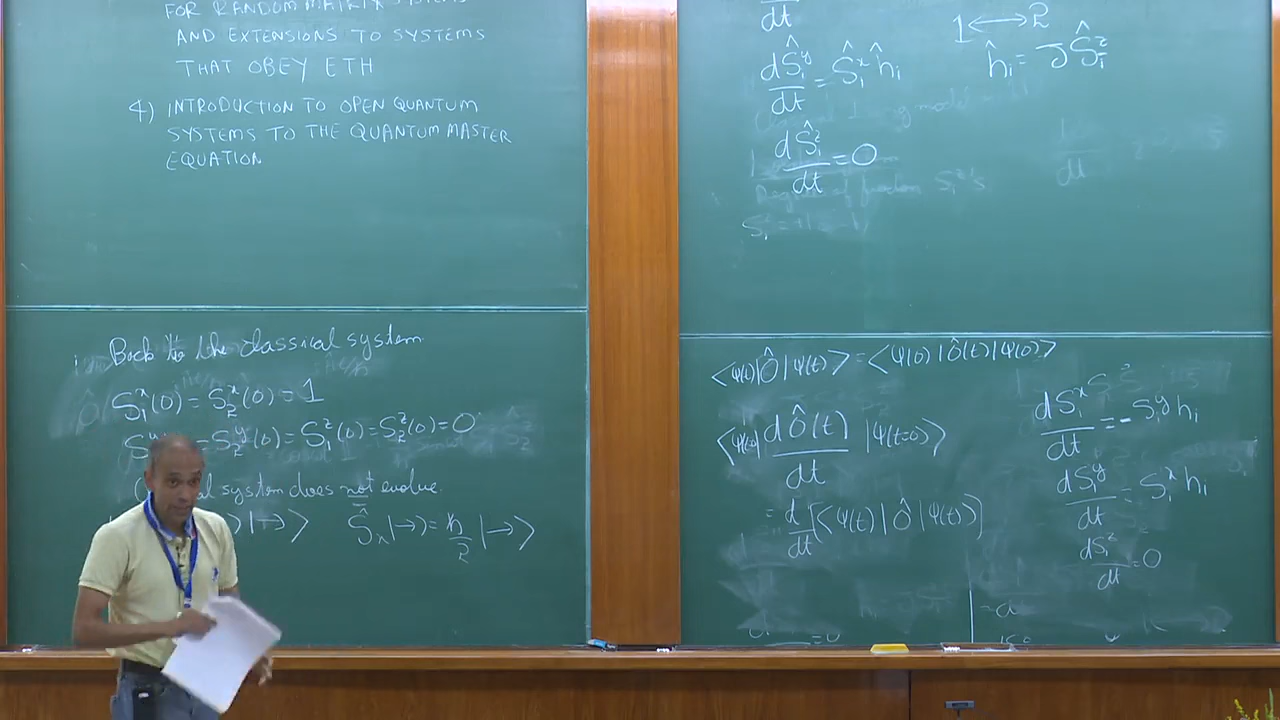 FOR RANDOM MATRIX SYSTEMS
AND EXTENSIONS TO SYSTEMS
THAT OBEY ETH
4) INTRODUCTION TO OPEN QUANTUM
SYSTEMS TO THE QUANTUM MASTER
EQUATION
Back to the classical system
S₁ˣ(0) = S₂ˣ(0) = 1
= S₂ʸ(0) = S₁ᶻ(0) = S₂ᶻ(0) = 0
system does not evolve.
|→⟩ Ŝₓ|→⟩ = ħ/2 |→⟩
dt
dŜ₁ʸ/dt = Ŝ₁ˣ ĥ₁
dŜ₁ᶻ/dt = 0
1 ↔ 2
ĥ₁ = J Ŝ₁ᶻ
⟨Ψ(t)|Ô|Ψ(t)⟩ = ⟨Ψ(0)|Ô(t)|Ψ(0)⟩
⟨Ψ(0)| dÔ(t)/dt |Ψ(t=0)⟩
= d/dt [⟨Ψ(t)|Ô|Ψ(t)⟩]
dS₁ˣ/dt = -S₁ʸ h₁
dS₁ʸ/dt = S₁ˣ h₁
dS₁ᶻ/dt = 0